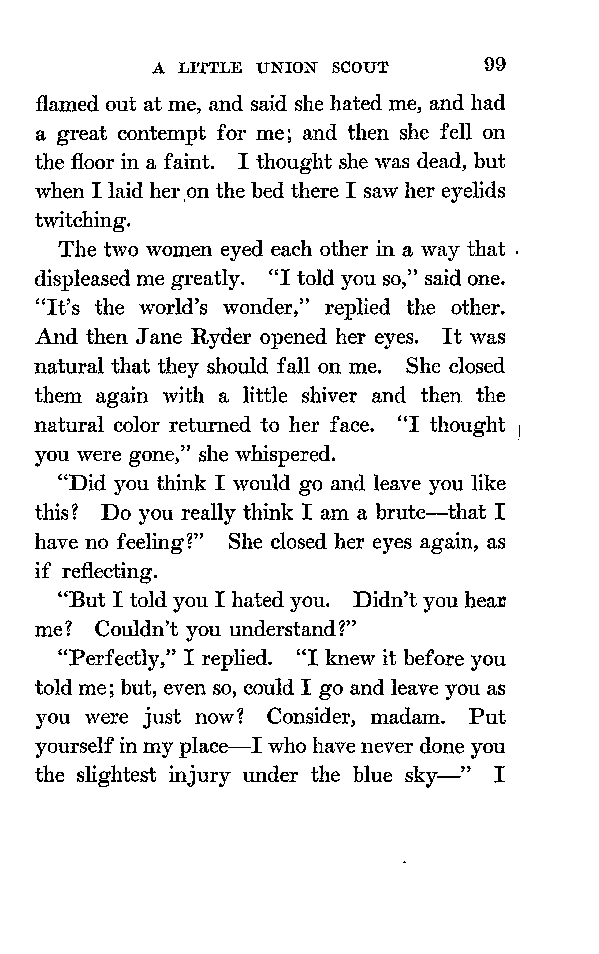 A LITTLE UNION SCOUT 99
flamed out at me, and said she hated me, and had
a great contempt for me; and then she fell on
the floor in a faint. I thought she was dead, but
when I laid her on the bed there I saw her eyelids
twitching.
The two women eyed each other in a way that
displeased me greatly. “I told you so,” said one.
“It’s the world’s wonder,” replied the other.
And then Jane Ryder opened her eyes. It was
natural that they should fall on me. She closed
them again with a little shiver and then the
natural color returned to her face. “I thought
you were gone,” she whispered.
“Did you think I would go and leave you like
this? Do you really think I am a brute—that I
have no feeling?” She closed her eyes again, as
if reflecting.
“But I told you I hated you. Didn’t you hear
me? Couldn’t you understand?”
“Perfectly,” I replied. “I knew it before you
told me; but, even so, could I go and leave you as
you were just now? Consider, madam. Put
yourself in my place—I who have never done you
the slightest injury under the blue sky—” I